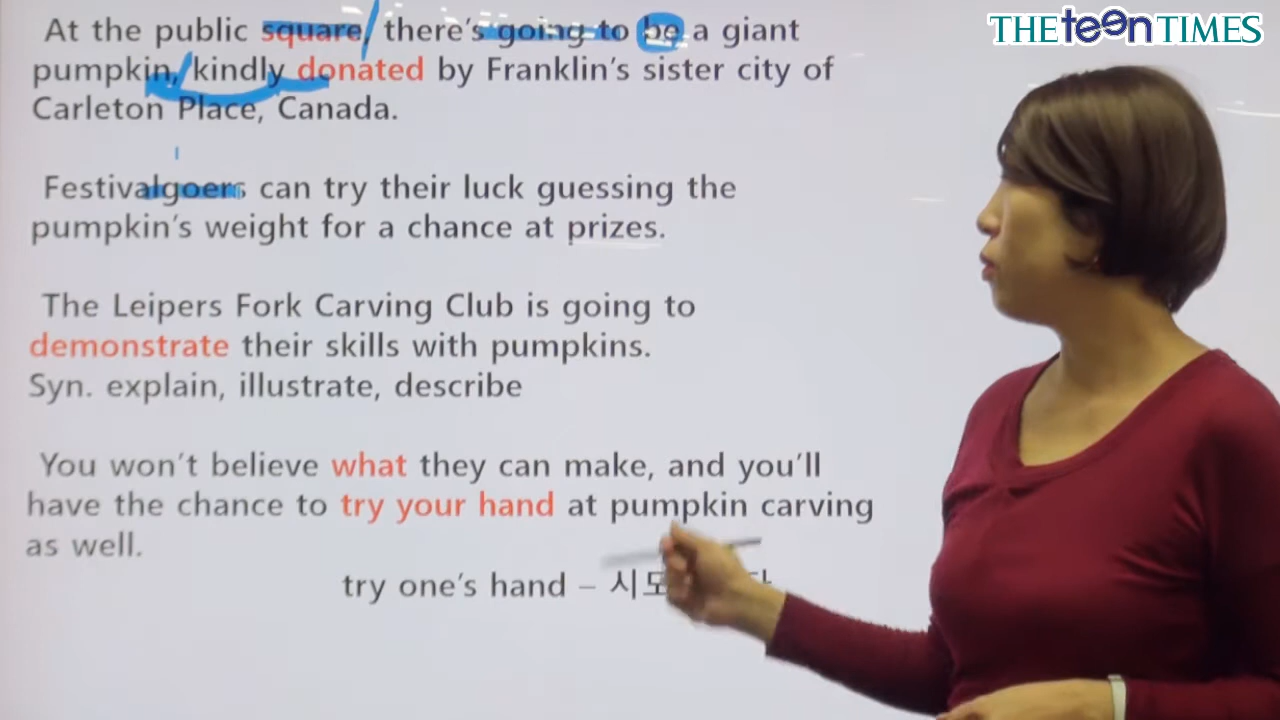 THE teen TIMES
At the public square, there's going to be a giant
pumpkin, kindly donated by Franklin's sister city of
Carleton Place, Canada.
Festivalgoers can try their luck guessing the
pumpkin's weight for a chance at prizes.
The Leipers Fork Carving Club is going to
demonstrate their skills with pumpkins.
Syn. explain, illustrate, describe
You won't believe what they can make, and you'll
have the chance to try your hand at pumpkin carving
as well.
try one's hand –